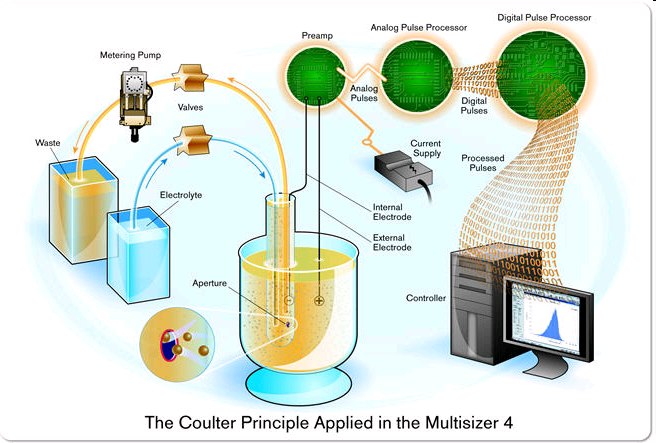 Digital Pulse Processor
Analog Pulse Processor
Preamp
Metering Pump
Valves
Analog
Pulses
Digital
Pulses
Waste
Current
Supply
Processed
Pulses
Electrolyte
Internal
Electrode
External
Electrode
Aperture
Controller
The Coulter Principle Applied in the Multisizer 4